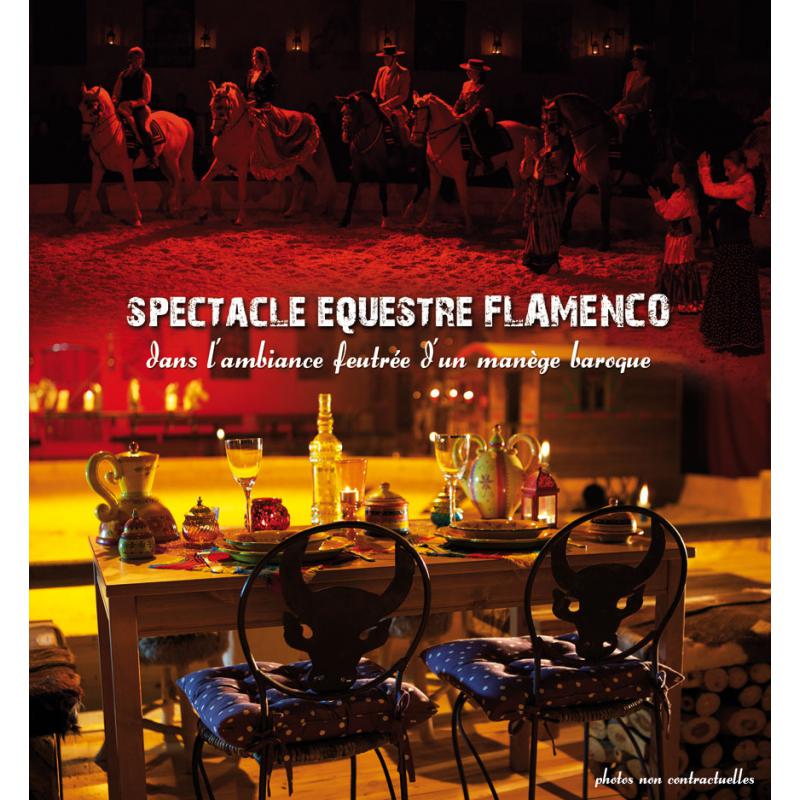 SPECTACLE EQUESTRE FLAMENCO
dans l'ambiance feutrée d'un manège baroque
photos non contractuelles